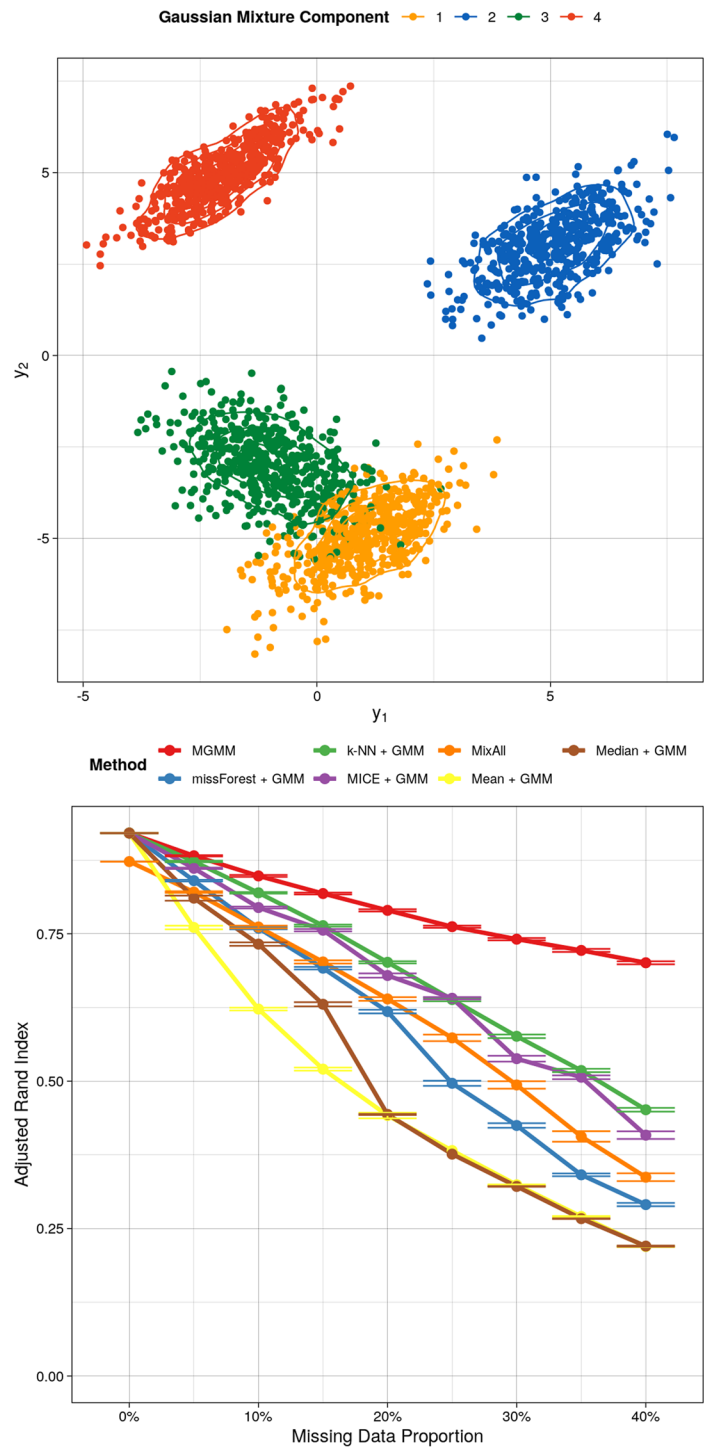 Gaussian Mixture Component 1 2 3 4
5
0
-5
y2
-5 0 5
y1
Method
MGMM k-NN + GMM MixAll Median + GMM
missForest + GMM MICE + GMM Mean + GMM
0.75
0.50
0.25
0.00
Adjusted Rand Index
0% 10% 20% 30% 40%
Missing Data Proportion